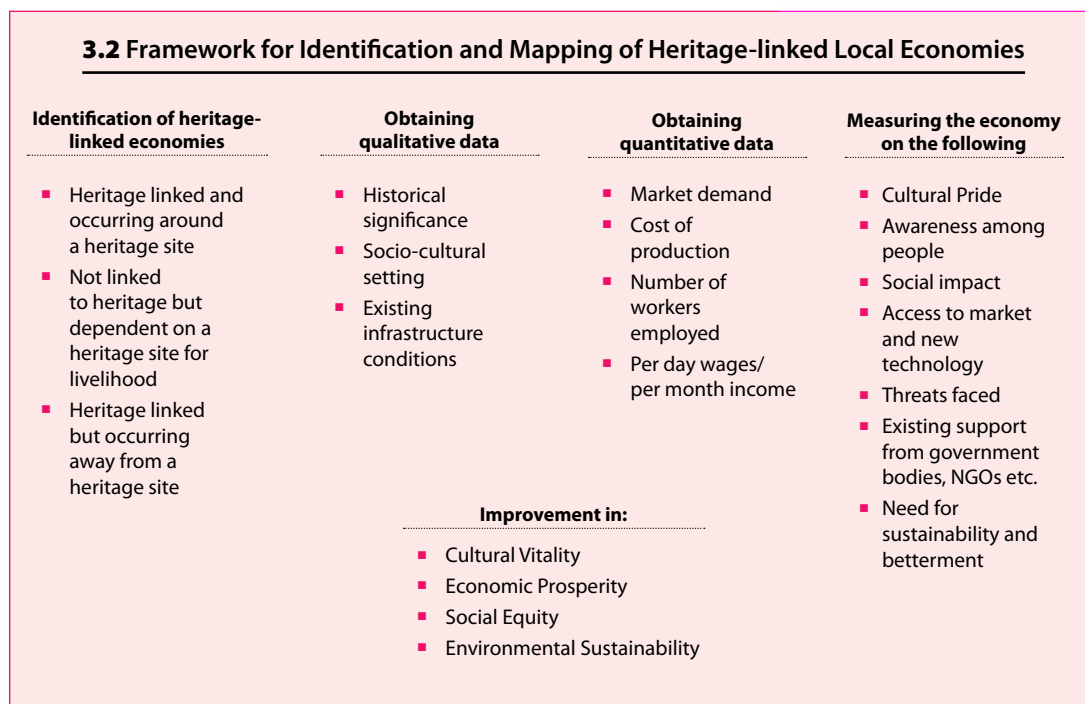 3.2 Framework for Identification and Mapping of Heritage-linked Local Economies
Identification of heritage-
linked economies
■ Heritage linked and
occurring around
a heritage site
■ Not linked
to heritage but
dependent on a
heritage site for
livelihood
■ Heritage linked
but occurring
away from a
heritage site
Obtaining
qualitative data
■ Historical
significance
■ Socio-cultural
setting
■ Existing
infrastructure
conditions
Obtaining
quantitative data
■ Market demand
■ Cost of
production
■ Number of
workers
employed
■ Per day wages/
per month income
Measuring the economy
on the following
■ Cultural Pride
■ Awareness among
people
■ Social impact
■ Access to market
and new
technology
■ Threats faced
■ Existing support
from government
bodies, NGOs etc.
■ Need for
sustainability and
betterment
Improvement in:
■ Cultural Vitality
■ Economic Prosperity
■ Social Equity
■ Environmental Sustainability